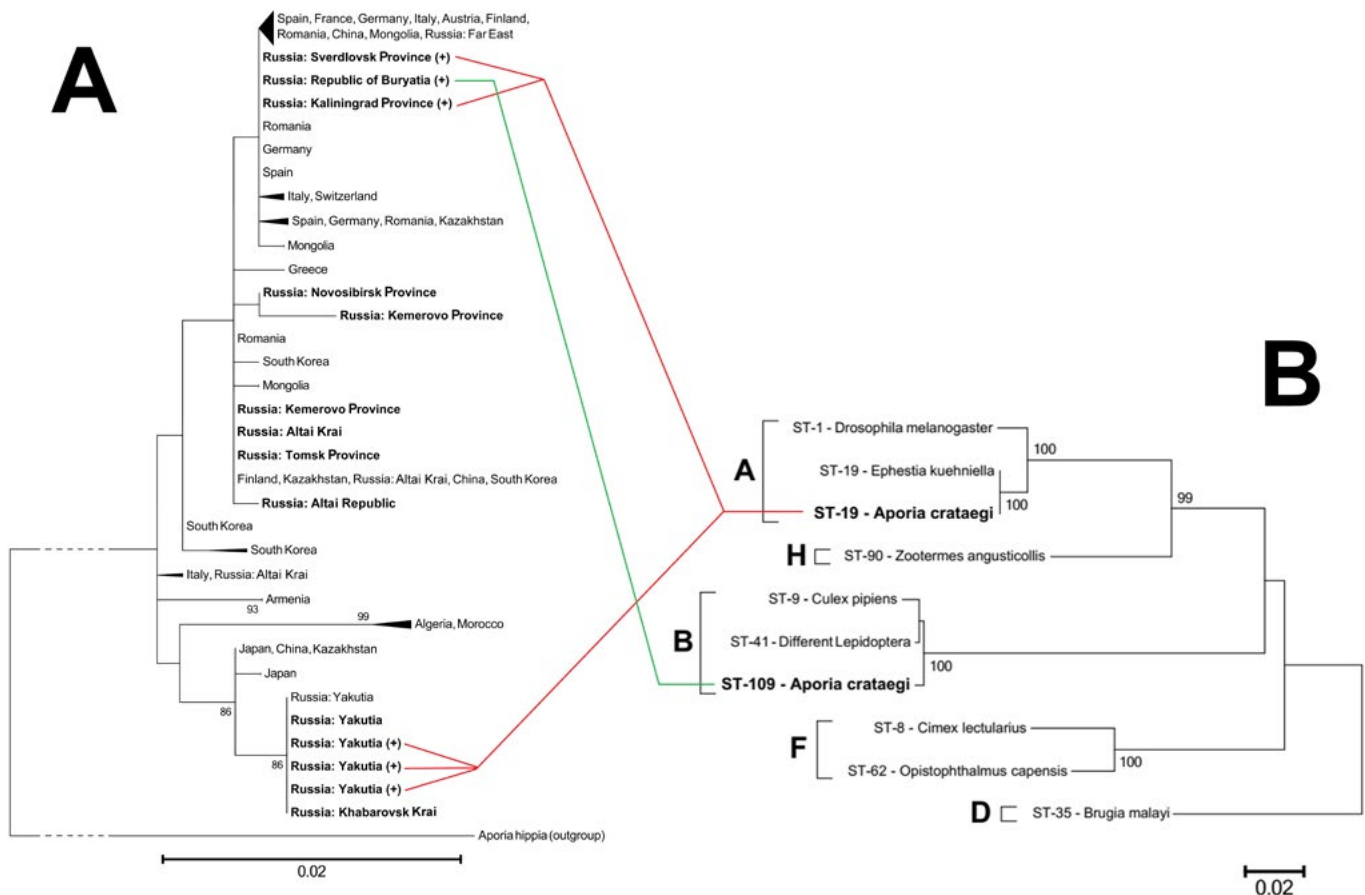 A
Spain, France, Germany, Italy, Austria, Finland,
Romania, China, Mongolia, Russia: Far East
Russia: Sverdlovsk Province (+)
Russia: Republic of Buryatia (+)
Russia: Kaliningrad Province (+)
Romania
Germany
Spain
Italy, Switzerland
Spain, Germany, Romania, Kazakhstan
Mongolia
Greece
Russia: Novosibirsk Province
Russia: Kemerovo Province
Romania
South Korea
Mongolia
Russia: Kemerovo Province
Russia: Altai Krai
Russia: Tomsk Province
Finland, Kazakhstan, Russia: Altai Krai, China, South Korea
Russia: Altai Republic
South Korea
South Korea
Italy, Russia: Altai Krai
Armenia
93
99
Algeria, Morocco
Japan, China, Kazakhstan
Japan
86
Russia: Yakutia
Russia: Yakutia
Russia: Yakutia (+)
86
Russia: Yakutia (+)
Russia: Yakutia (+)
Russia: Khabarovsk Krai
Aporia hippia (outgroup)
0.02
B
A
ST-1 - Drosophila melanogaster
100
ST-19 - Ephestia kuehniella
100
99
ST-19 - Aporia crataegi
H
ST-90 - Zootermes angusticollis
B
ST-9 - Culex pipiens
ST-41 - Different Lepidoptera
100
ST-109 - Aporia crataegi
F
ST-8 - Cimex lectularius
100
ST-62 - Opistophthalmus capensis
D
ST-35 - Brugia malayi
0.02